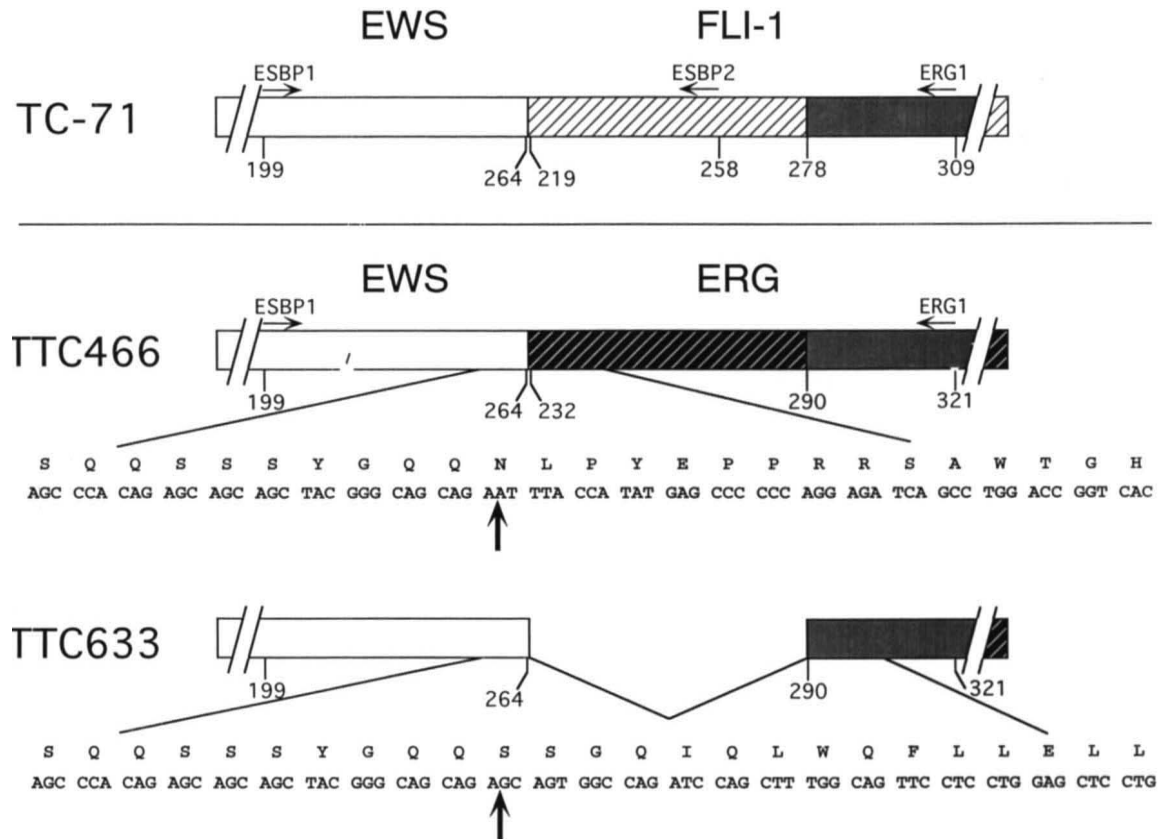 EWS FLI-1
ESBP1 ESBP2 ERG1
TC-71
199 264 219 258 278 309
EWS ERG
ESBP1 ERG1
TTC466
199 264 232 290 321
S Q Q S S S Y G Q Q N L P Y E P P R R S A W T G H
AGC CCA CAG AGC AGC AGC TAC GGG CAG CAG AAT TTA CCA TAT GAG CCC CCC AGG AGA TCA GCC TGG ACC GGT CAC
TTC633
199 264 290 321
S Q Q S S S Y G Q Q S S G Q I Q L W Q F L L E L L
AGC CCA CAG AGC AGC AGC TAC GGG CAG CAG AGC AGT GGC CAG ATC CAG CTT TGG CAG TTC CTC CTG GAG CTC CTG